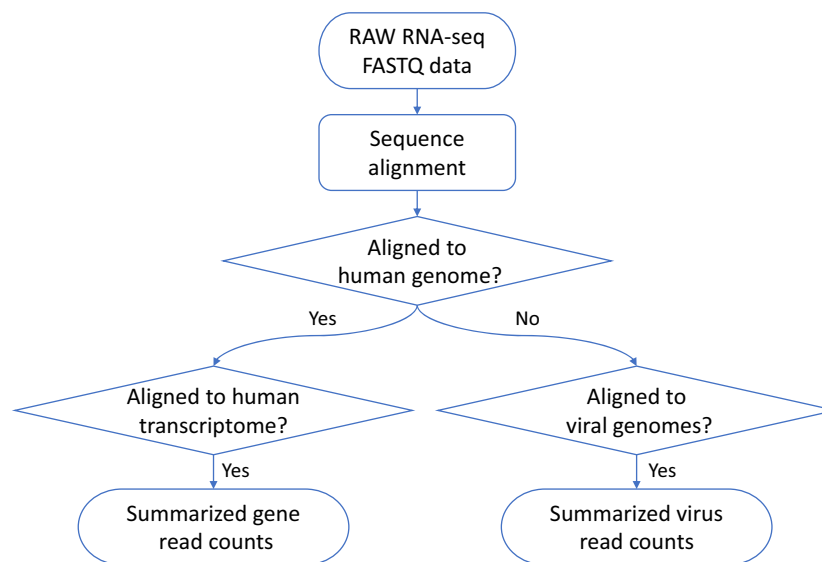 RAW RNA-seq
FASTQ data
Sequence
alignment
Aligned to
human genome?
Yes
No
Aligned to human
transcriptome?
Aligned to
viral genomes?
Yes
Yes
Summarized gene
read counts
Summarized virus
read counts